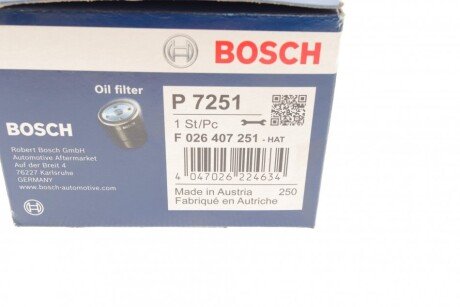 BOSCH
Oil filter
BOSCH
Robert Bosch GmbH
Automotive Aftermarket
Auf der Breit 4
76227 Karlsruhe
GERMANY
www.bosch-automotive.com
P 7251
1 St/Pc
F 026 407 251 - HAT
4 047026 224634
Made in Austria 250
Fabriqué en Autriche